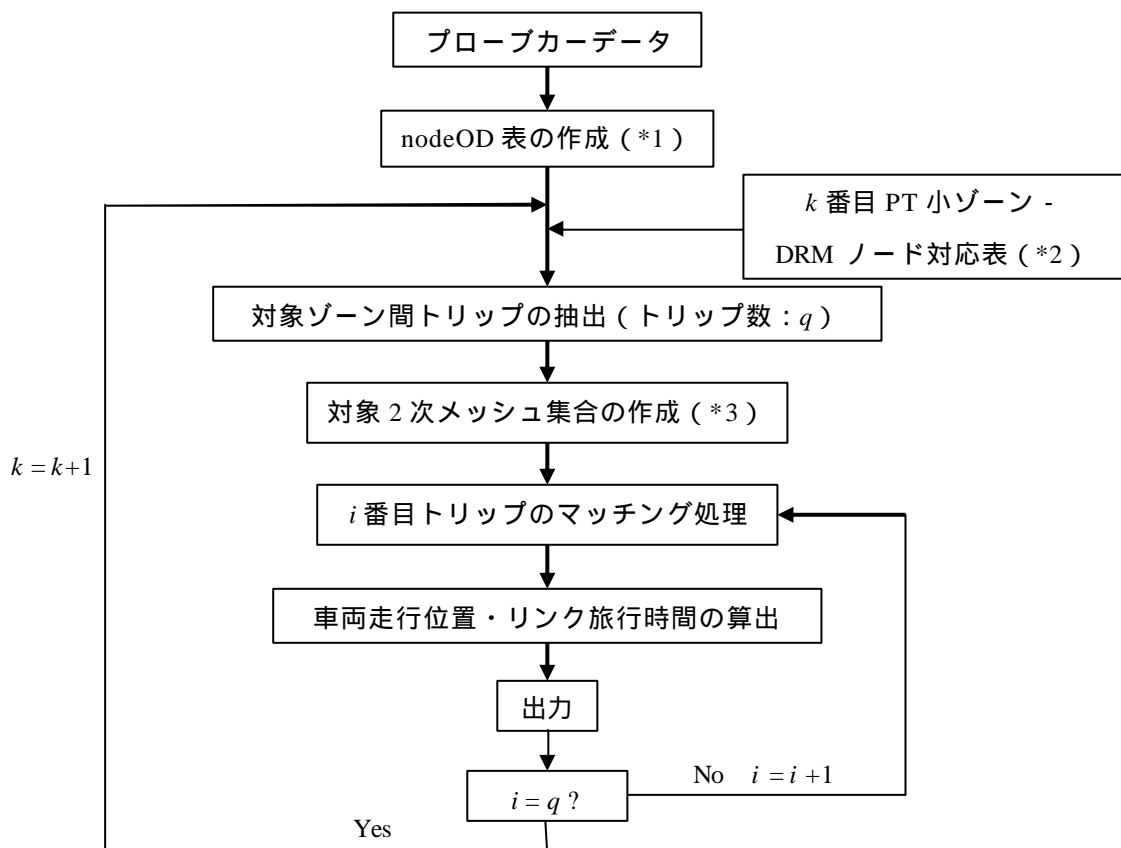 プローブカーデータ
nodeOD 表の作成（*1）
k 番目 PT 小ゾーン -
DRM ノード対応表（*2）
対象ゾーン間トリップの抽出（トリップ数：q）
対象 2 次メッシュ集合の作成（*3）
k = k+1
i 番目トリップのマッチング処理
車両走行位置・リンク旅行時間の算出
出力
No i = i +1
i = q ?
Yes